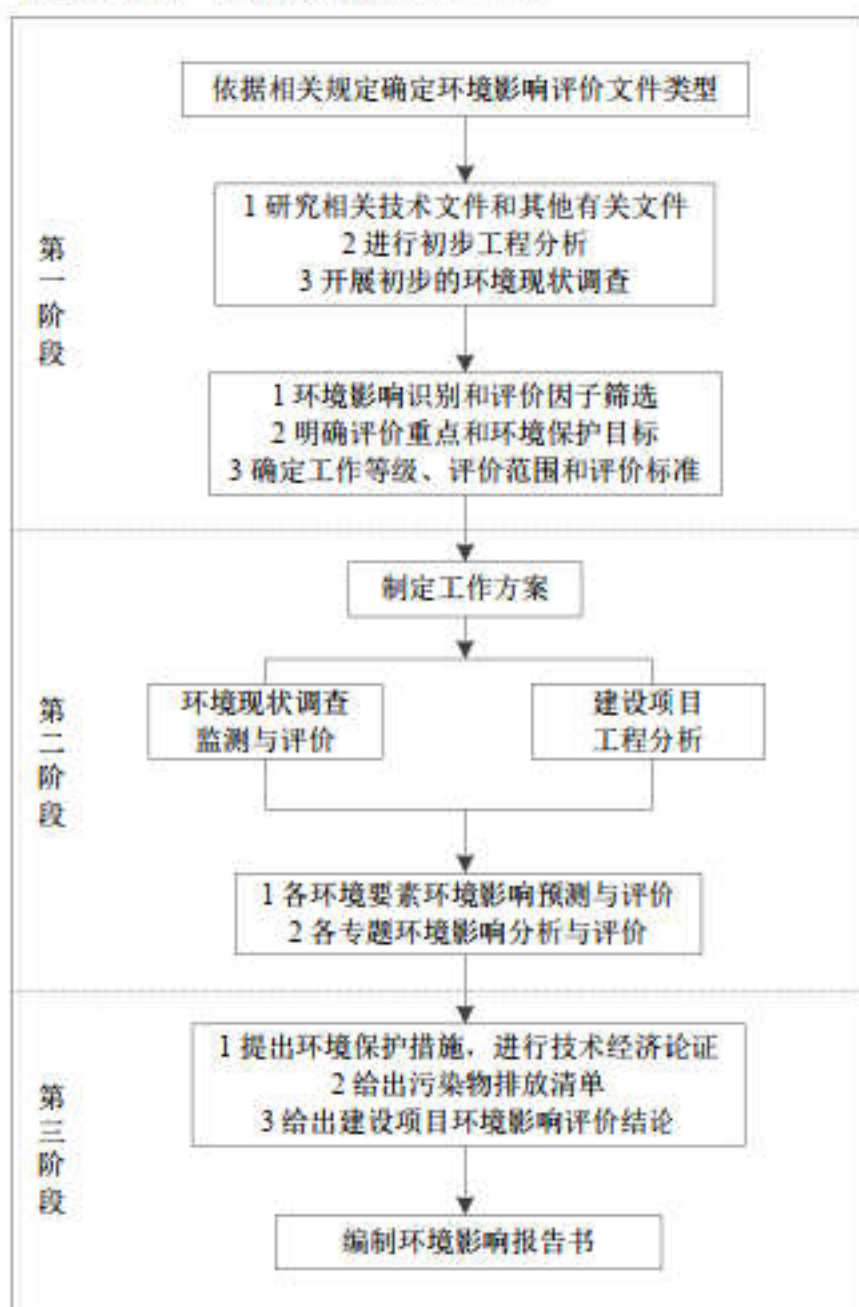 依据相关规定确定环境影响评价文件类型
第一阶段
1 研究相关技术文件和其他有关文件
2 进行初步工程分析
3 开展初步的环境现状调查
1 环境影响识别和评价因子筛选
2 明确评价重点和环境保护目标
3 确定工作等级、评价范围和评价标准
制定工作方案
第二阶段
环境现状调查
监测与评价
建设项目
工程分析
1 各环境要素环境影响预测与评价
2 各专题环境影响分析与评价
第三阶段
1 提出环境保护措施，进行技术经济论证
2 给出污染物排放清单
3 给出建设项目环境影响评价结论
编制环境影响报告书